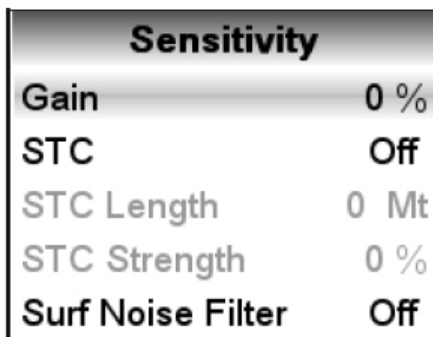 Sensitivity
Gain 0 %
STC Off
STC Length 0 Mt
STC Strength 0 %
Surf Noise Filter Off